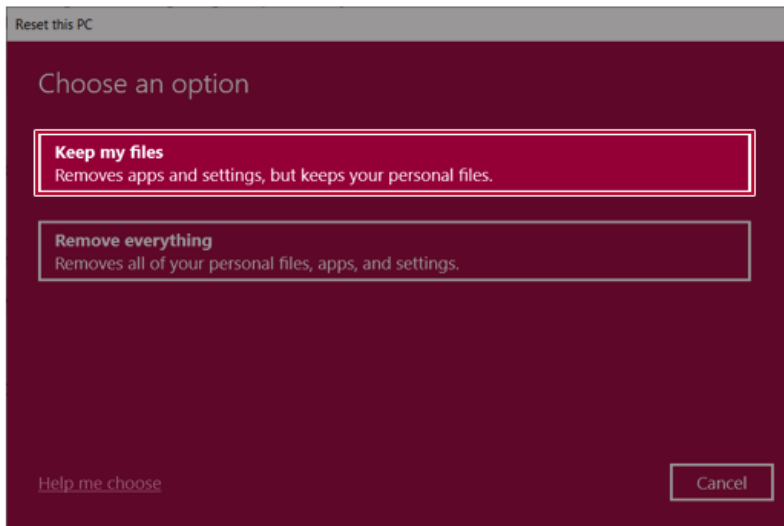 Reset this PC
Choose an option
Keep my files
Removes apps and settings, but keeps your personal files.
Remove everything
Removes all of your personal files, apps, and settings.
Help me choose
Cancel